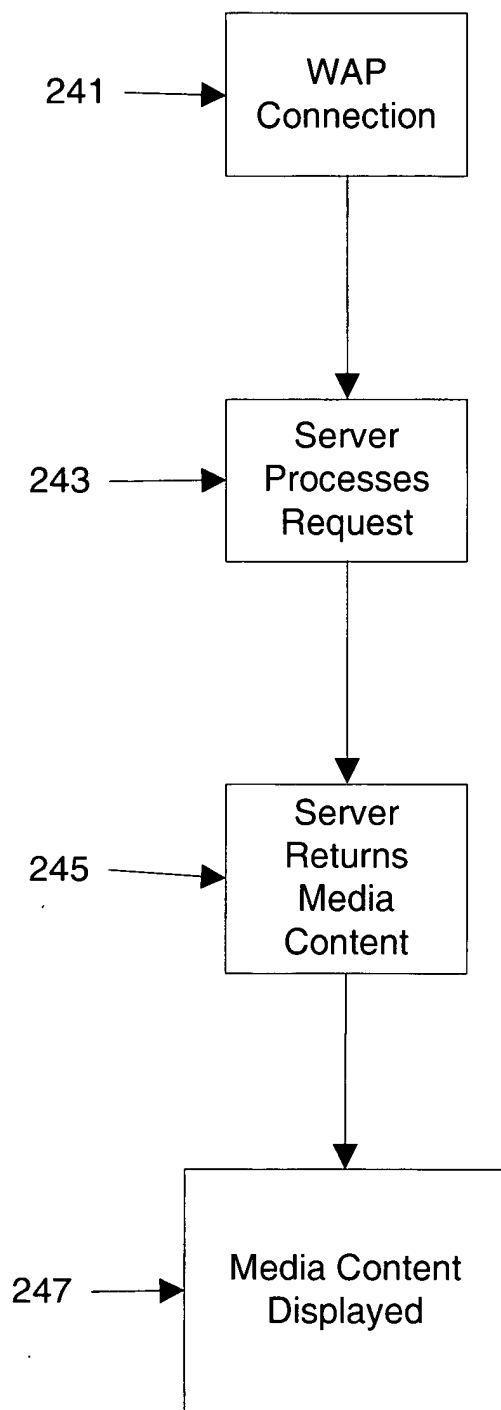 241
WAP
Connection
243
Server
Processes
Request
245
Server
Returns
Media
Content
247
Media Content
Displayed